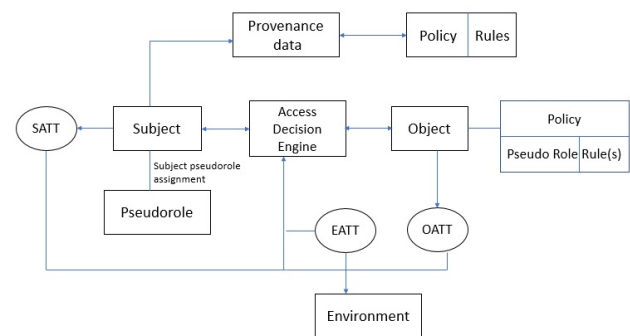 Provenance
data
Policy Rules
SATT
Subject
Access
Decision
Engine
Object
Policy
Pseudo Role Rule(s)
Subject pseudorole
assignment
Pseudorole
EATT
OATT
Environment